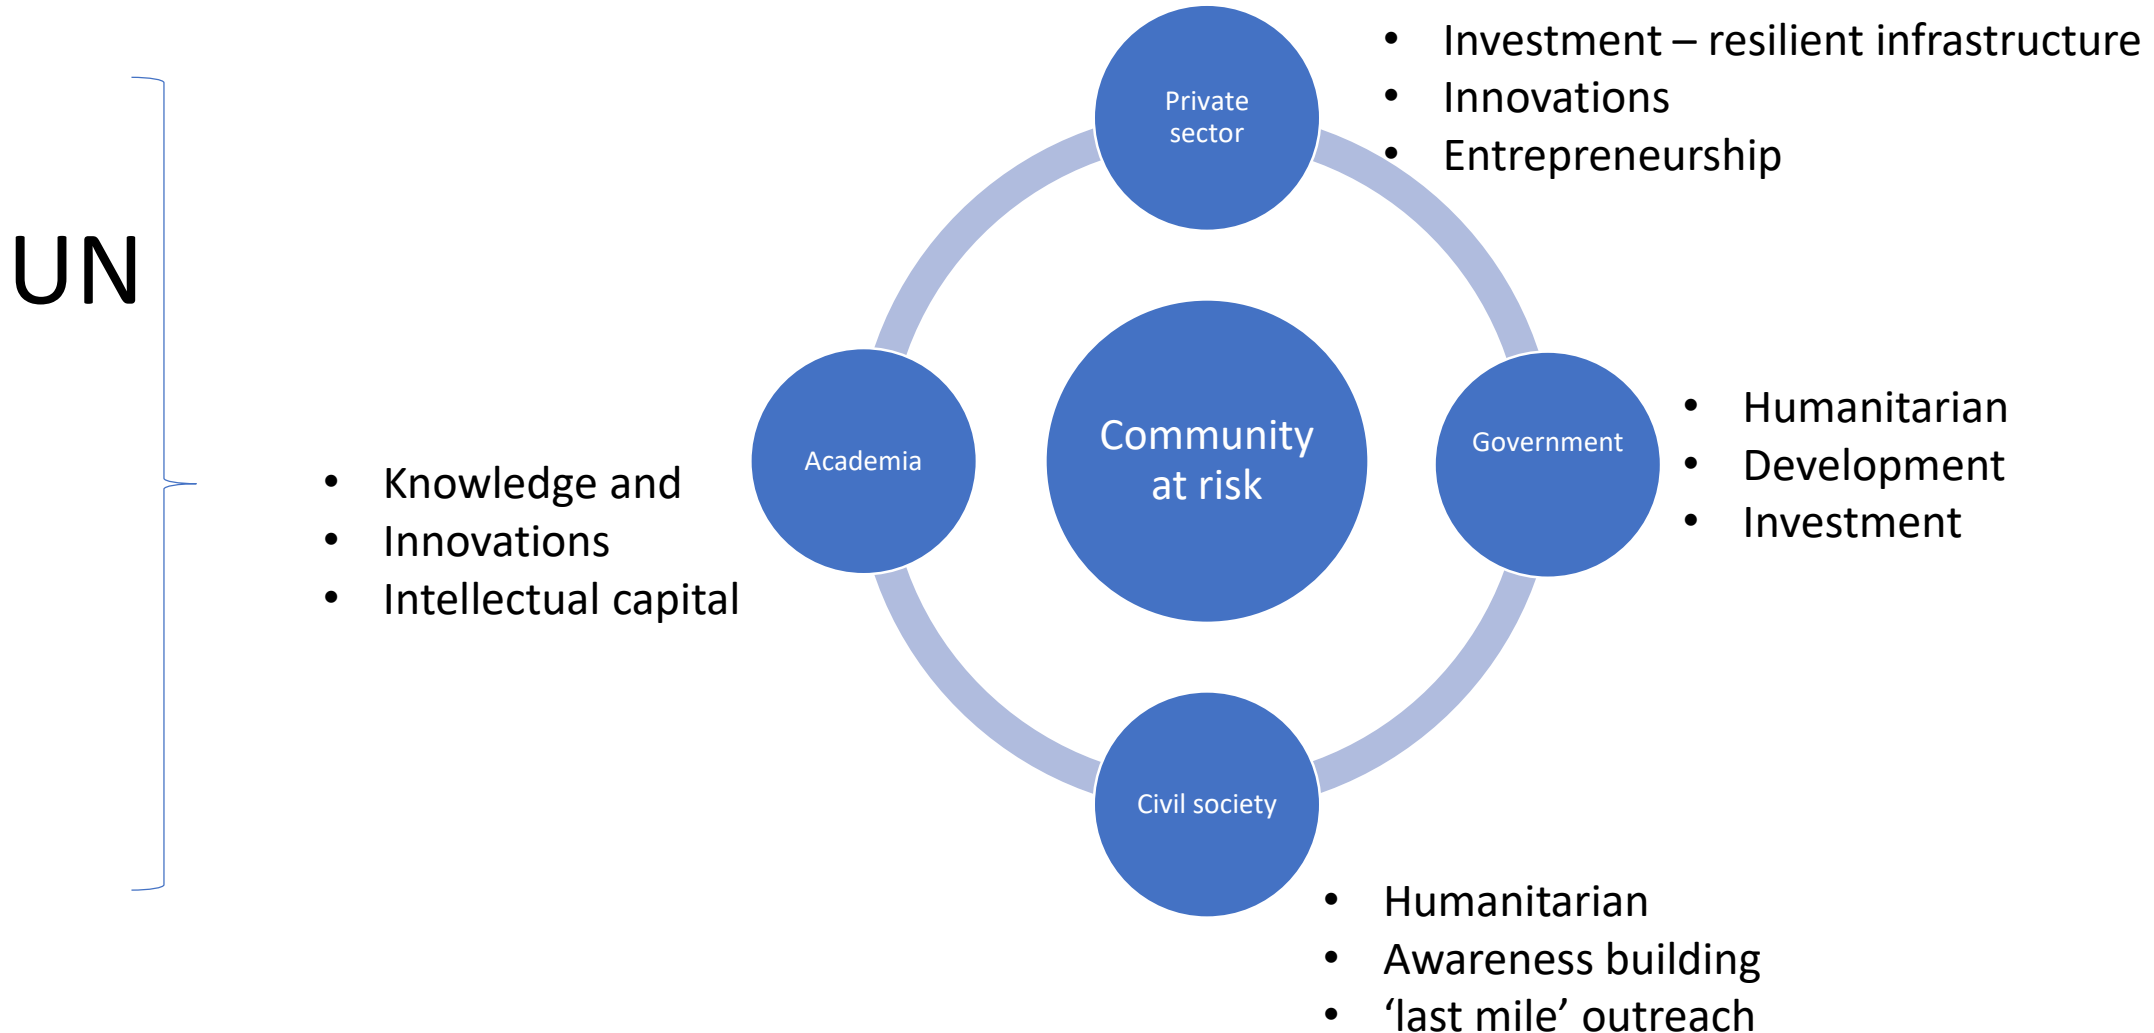 UN
Private
sector
• Investment – resilient infrastructure
• Innovations
• Entrepreneurship
Academia
• Knowledge and
• Innovations
• Intellectual capital
Community
at risk
Government
• Humanitarian
• Development
• Investment
Civil society
• Humanitarian
• Awareness building
• ‘last mile’ outreach